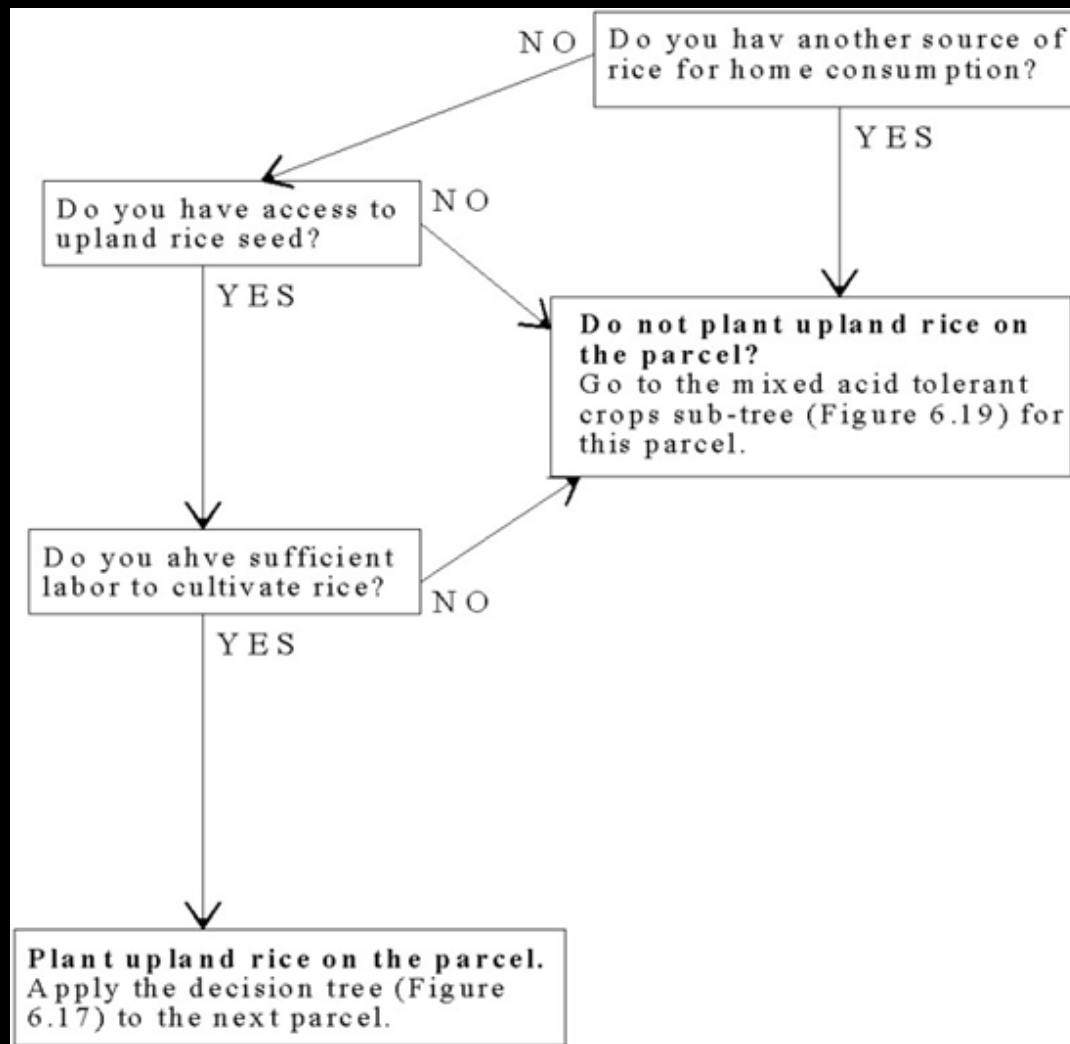 NO
Do you hav another source of
rice for home consumption?
YES
Do you have access to
upland rice seed?
NO
YES
Do not plant upland rice on
the parcel?
Go to the mixed acid tolerant
crops sub-tree (Figure 6.19) for
this parcel.
Do you ahve sufficient
labor to cultivate rice?
NO
YES
Plant upland rice on the parcel.
Apply the decision tree (Figure
6.17) to the next parcel.